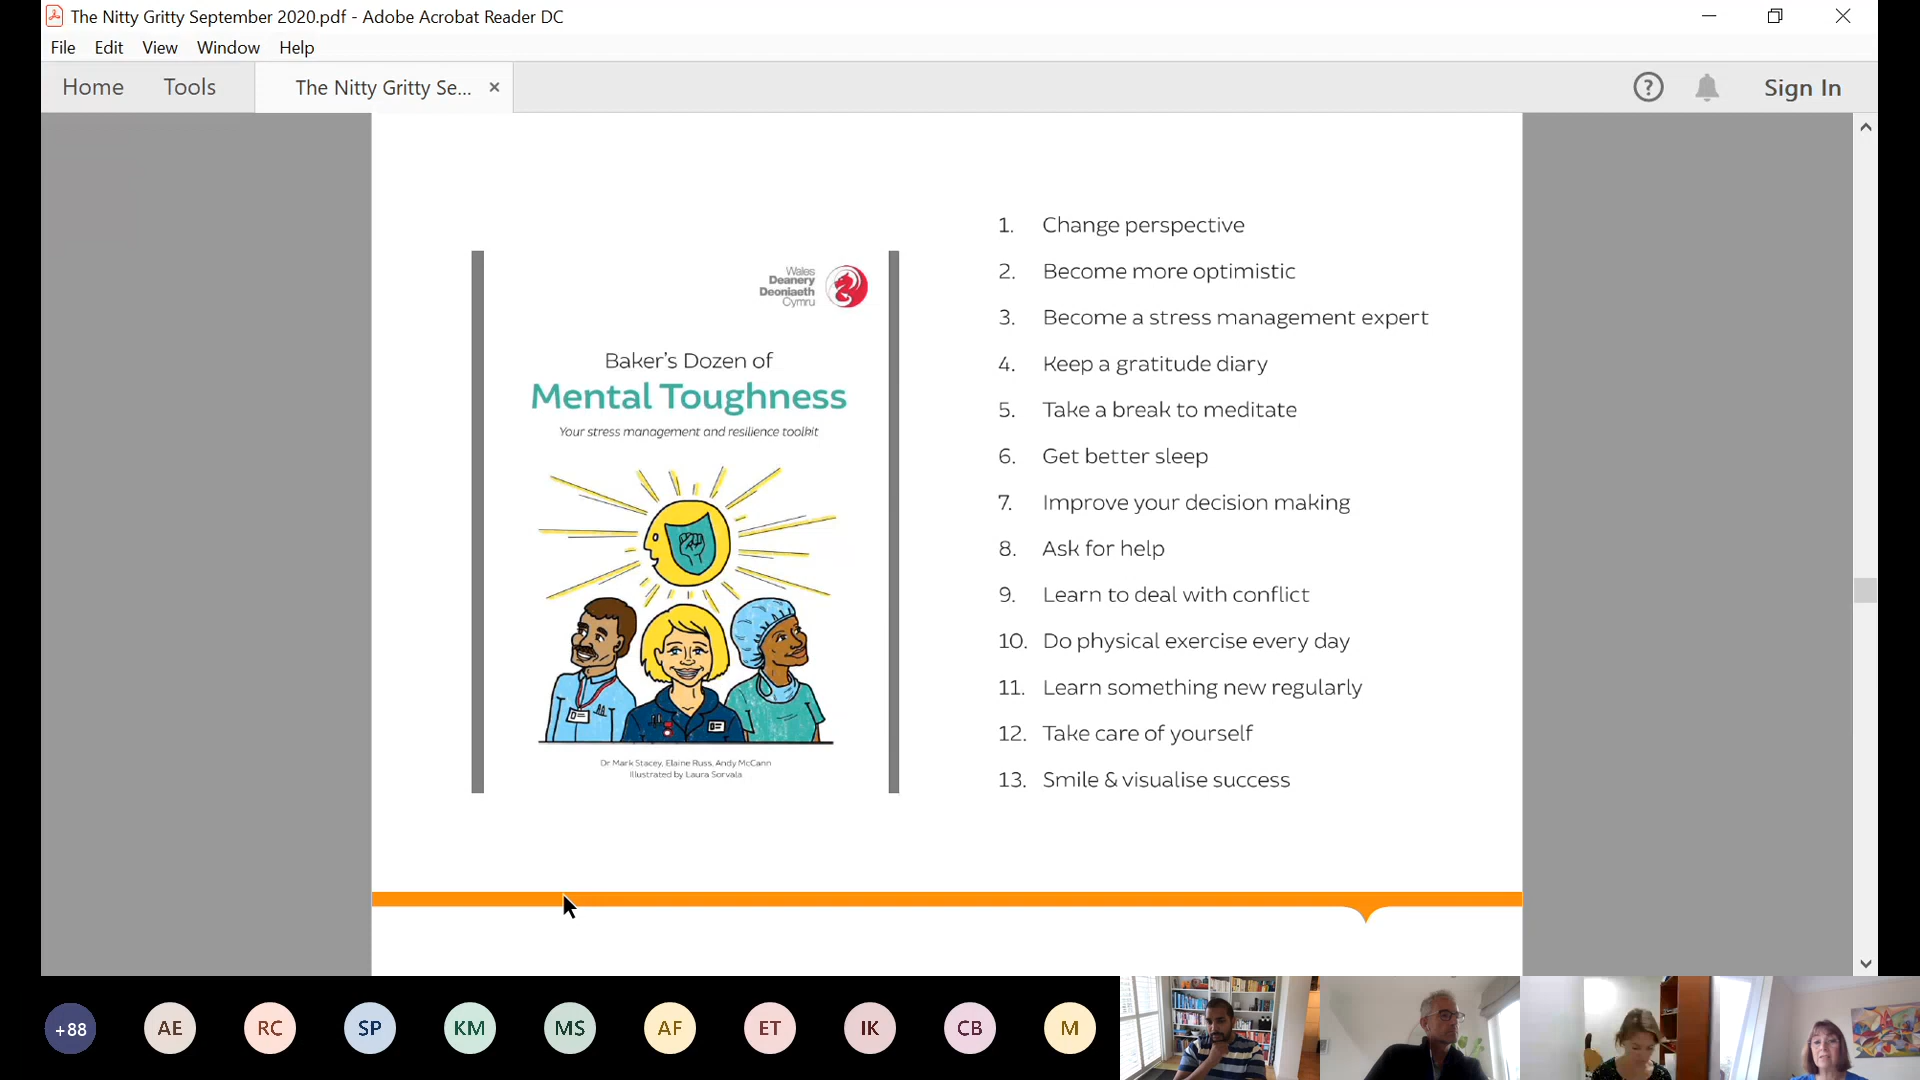 The Nitty Gritty September 2020.pdf - Adobe Acrobat Reader DC
File Edit View Window Help
Home Tools The Nitty Gritty Se... × ? Sign In
Wales
Deanery
Deoniaeth
Cymru
Baker's Dozen of
Mental Toughness
Your stress management and resilience toolkit
Dr Mark Stacey, Elaine Russ, Andy McCann
Illustrated by Laura Sorvala
1. Change perspective
2. Become more optimistic
3. Become a stress management expert
4. Keep a gratitude diary
5. Take a break to meditate
6. Get better sleep
7. Improve your decision making
8. Ask for help
9. Learn to deal with conflict
10. Do physical exercise every day
11. Learn something new regularly
12. Take care of yourself
13. Smile & visualise success
+88 AE RC SP KM MS AF ET IK CB M